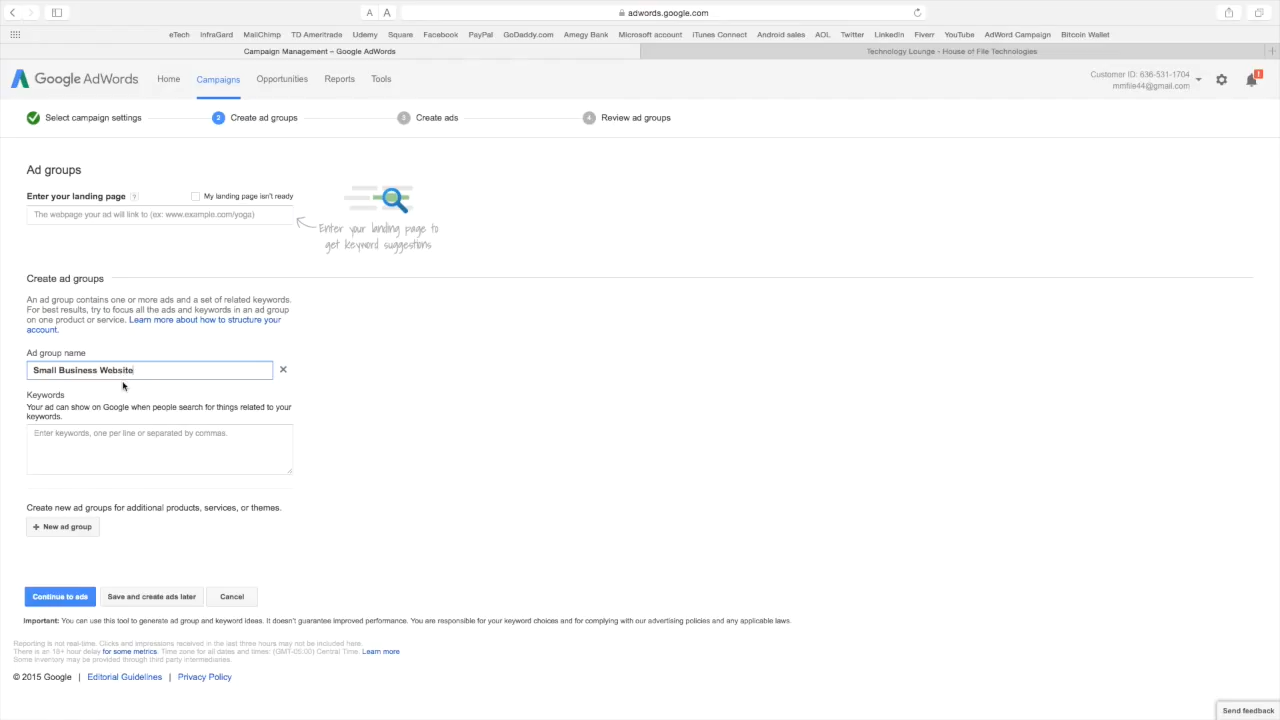 A A
adwords.google.com
eTech InfraGard MailChimp TD Ameritrade Udemy Square Facebook PayPal GoDaddy.com Amegy Bank Microsoft account iTunes Connect Android sales AOL Twitter LinkedIn Fiverr YouTube AdWord Campaign Bitcoin Wallet
Campaign Management – Google AdWords
Technology Lounge - House of File Technologies
Google AdWords Home Campaigns Opportunities Reports Tools
Customer ID: 636-531-1704
mmfile44@gmail.com
1
Select campaign settings 2 Create ad groups 3 Create ads 4 Review ad groups
Ad groups
Enter your landing page ? My landing page isn't ready
The webpage your ad will link to (ex: www.example.com/yoga)
Enter your landing page to
get keyword suggestions
Create ad groups
An ad group contains one or more ads and a set of related keywords.
For best results, try to focus all the ads and keywords in an ad group
on one product or service. Learn more about how to structure your
account.
Ad group name
Small Business Website
Keywords
Your ad can show on Google when people search for things related to your
keywords.
Enter keywords, one per line or separated by commas.
Create new ad groups for additional products, services, or themes.
+ New ad group
Continue to ads Save and create ads later Cancel
Important: You can use this tool to generate ad group and keyword ideas. It doesn't guarantee improved performance. You are responsible for your keyword choices and for complying with our advertising policies and any applicable laws.
Reporting is not real-time. Clicks and impressions received in the last three hours may not be included here.
There is an 18+ hour delay for some metrics. Time zone for all dates and times: (GMT-05:00) Central Time. Learn more
Some inventory may be provided through third party intermediaries.
© 2015 Google | Editorial Guidelines | Privacy Policy
Send feedback